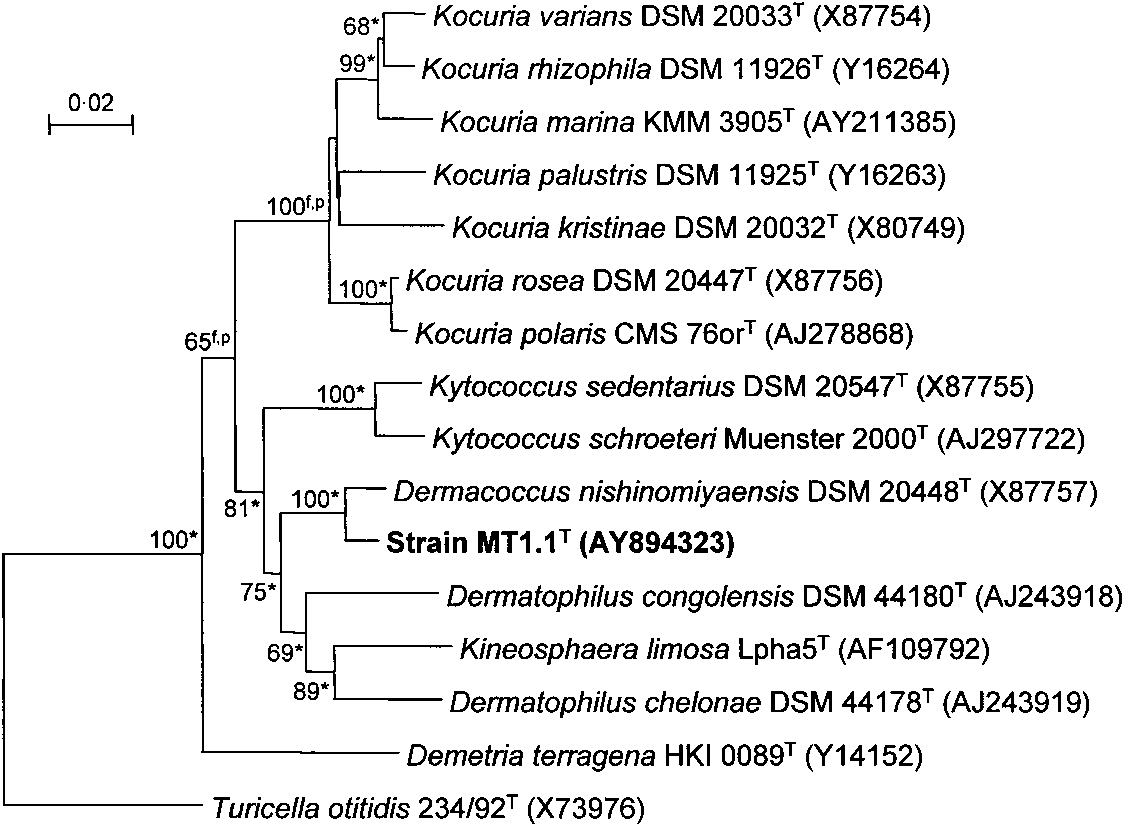 Kocuria varians DSM 20033ᵀ (X87754)
68*
99*
Kocuria rhizophila DSM 11926ᵀ (Y16264)
0·02
Kocuria marina KMM 3905ᵀ (AY211385)
Kocuria palustris DSM 11925ᵀ (Y16263)
100ᶠ,ᵖ
Kocuria kristinae DSM 20032ᵀ (X80749)
Kocuria rosea DSM 20447ᵀ (X87756)
100*
Kocuria polaris CMS 76orᵀ (AJ278868)
65ᶠ,ᵖ
Kytococcus sedentarius DSM 20547ᵀ (X87755)
100*
Kytococcus schroeteri Muenster 2000ᵀ (AJ297722)
Dermacoccus nishinomiyaensis DSM 20448ᵀ (X87757)
100*
81*
Strain MT1.1ᵀ (AY894323)
100*
75*
Dermatophilus congolensis DSM 44180ᵀ (AJ243918)
69*
Kineosphaera limosa Lpha5ᵀ (AF109792)
89*
Dermatophilus chelonae DSM 44178ᵀ (AJ243919)
Demetria terragena HKI 0089ᵀ (Y14152)
Turicella otitidis 234/92ᵀ (X73976)